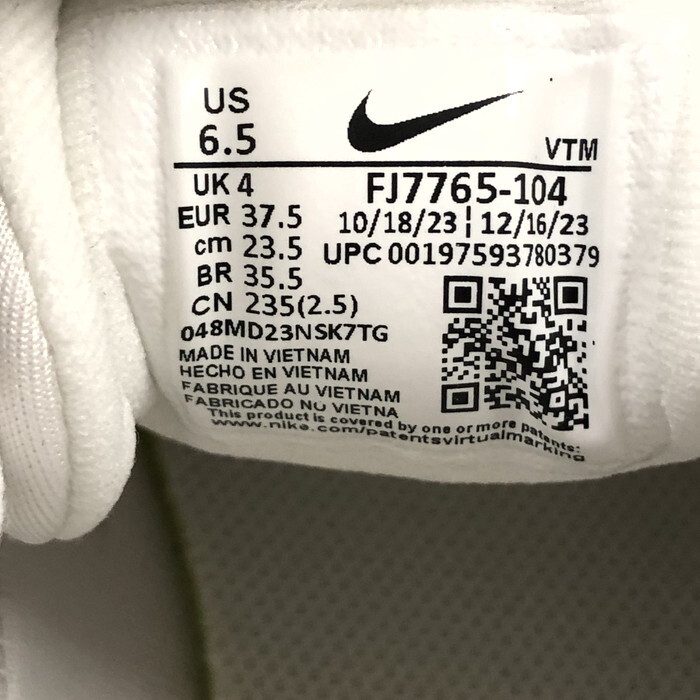 US
6.5
VTM
UK 4
EUR 37.5
cm 23.5
BR 35.5
CN 235(2.5)
FJ7765-104
10/18/23 ¦ 12/16/23
UPC 00197593780379
048MD23NSK7TG
MADE IN VIETNAM
HECHO EN VIETNAM
FABRIQUE AU VIETNAM
FABRICADO NO VIETNA
This product is covered by one or more patents:
www.nike.com/patentsvirtualmarking